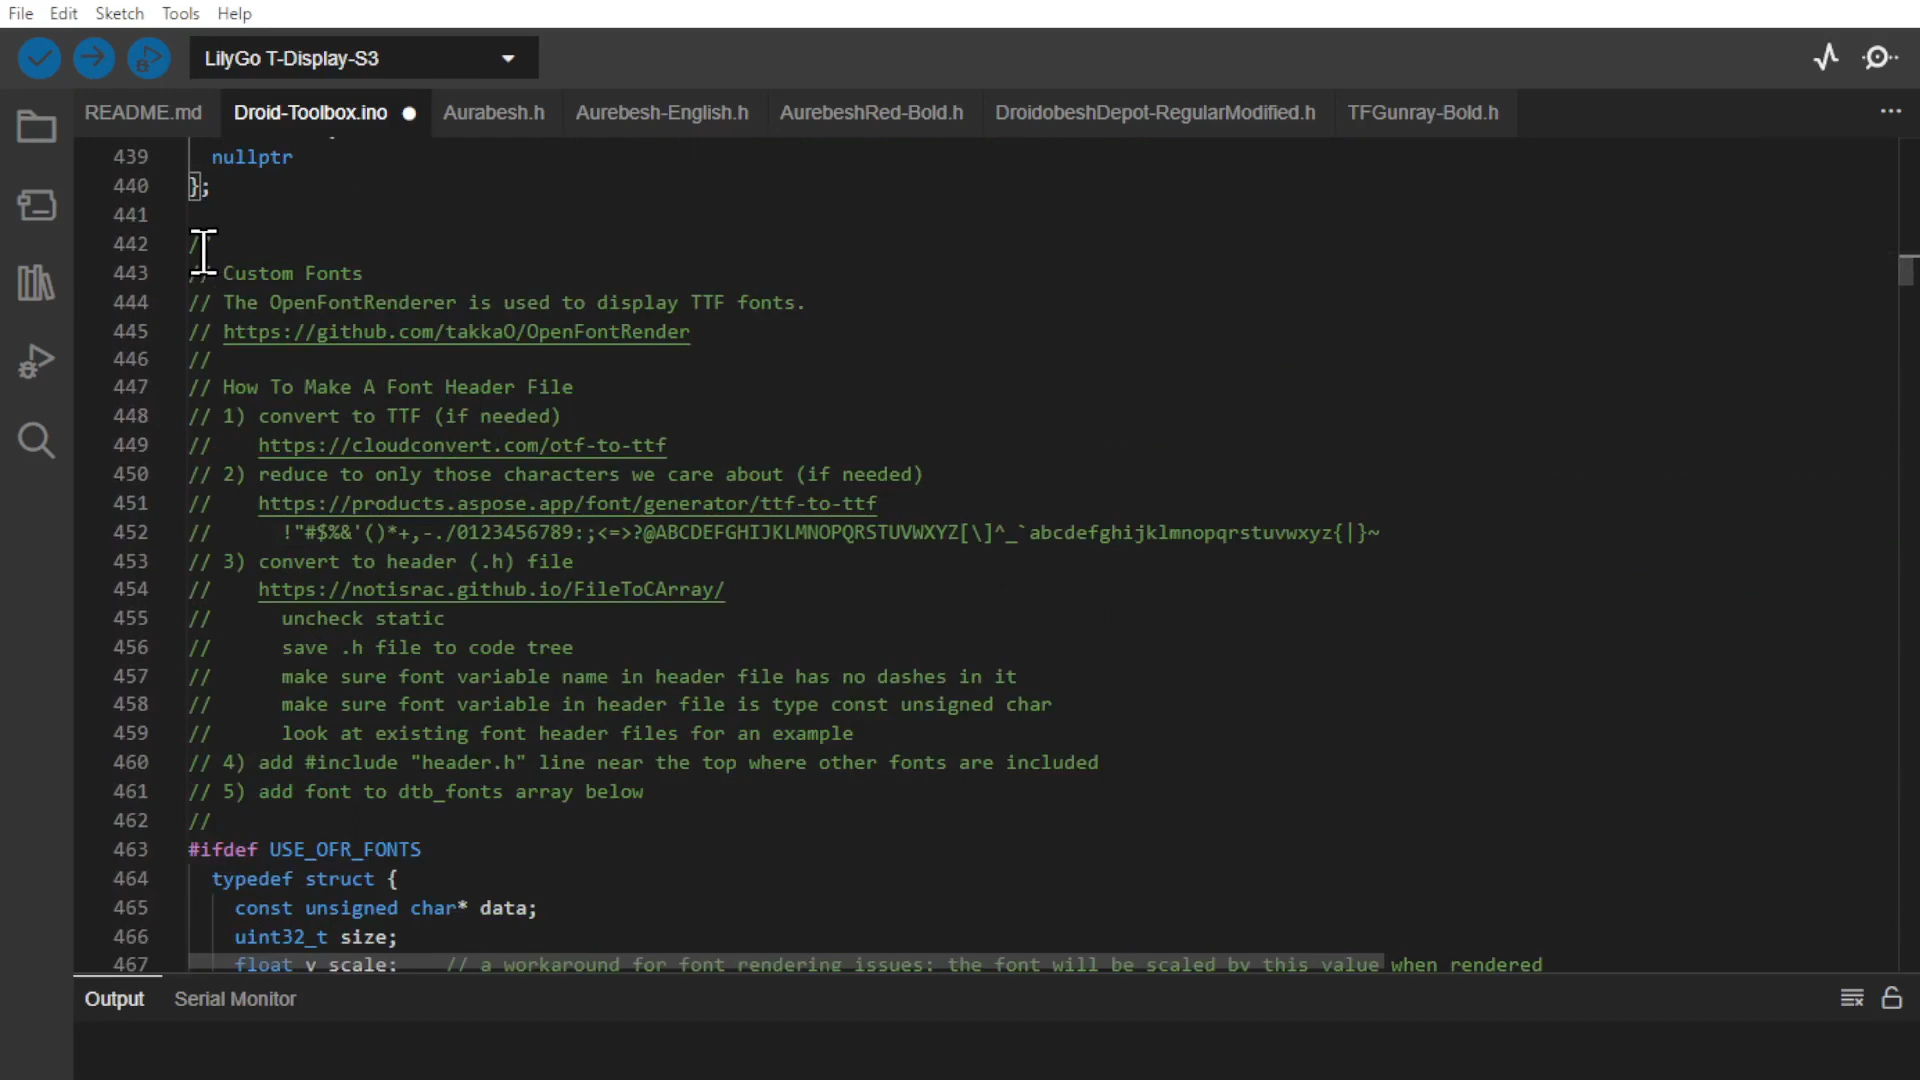 File Edit Sketch Tools Help
LilyGo T-Display-S3
README.md Droid-Toolbox.ino Aurabesh.h Aurebesh-English.h AurebeshRed-Bold.h DroidobeshDepot-RegularModified.h TFGunray-Bold.h
439 nullptr
440 };
441
442 //
443 // Custom Fonts
444 // The OpenFontRenderer is used to display TTF fonts.
445 // https://github.com/takkaO/OpenFontRender
446 //
447 // How To Make A Font Header File
448 // 1) convert to TTF (if needed)
449 // https://cloudconvert.com/otf-to-ttf
450 // 2) reduce to only those characters we care about (if needed)
451 // https://products.aspose.app/font/generator/ttf-to-ttf
452 // !"#$%&'()*+,-./0123456789:;<=>?@ABCDEFGHIJKLMNOPQRSTUVWXYZ[\]^_`abcdefghijklmnopqrstuvwxyz{|}~
453 // 3) convert to header (.h) file
454 // https://notisrac.github.io/FileToCArray/
455 // uncheck static
456 // save .h file to code tree
457 // make sure font variable name in header file has no dashes in it
458 // make sure font variable in header file is type const unsigned char
459 // look at existing font header files for an example
460 // 4) add #include "header.h" line near the top where other fonts are included
461 // 5) add font to dtb_fonts array below
462 //
463 #ifdef USE_OFR_FONTS
464 typedef struct {
465 const unsigned char* data;
466 uint32_t size;
467 float v_scale; // a workaround for font rendering issues; the font will be scaled by this value when rendered
Output Serial Monitor